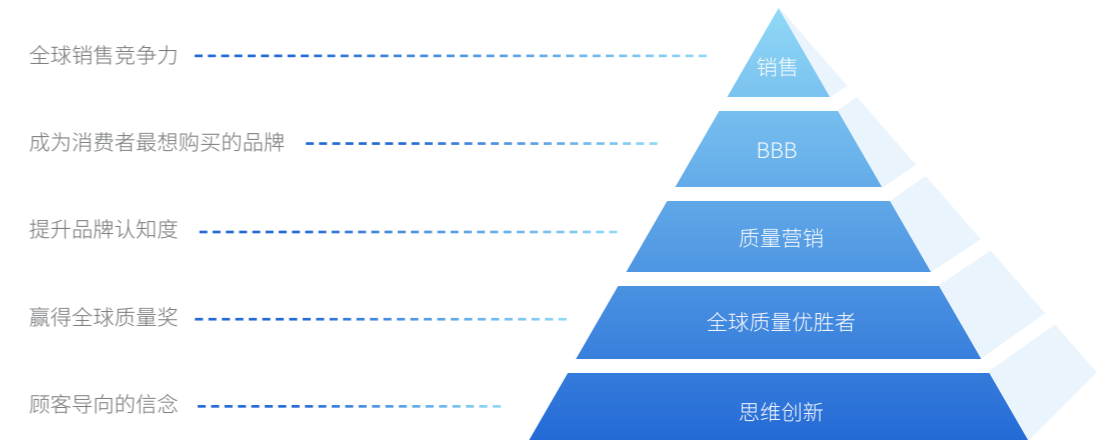 全球销售竞争力
销售
成为消费者最想购买的品牌
BBB
提升品牌认知度
质量营销
赢得全球质量奖
全球质量优胜者
顾客导向的信念
思维创新